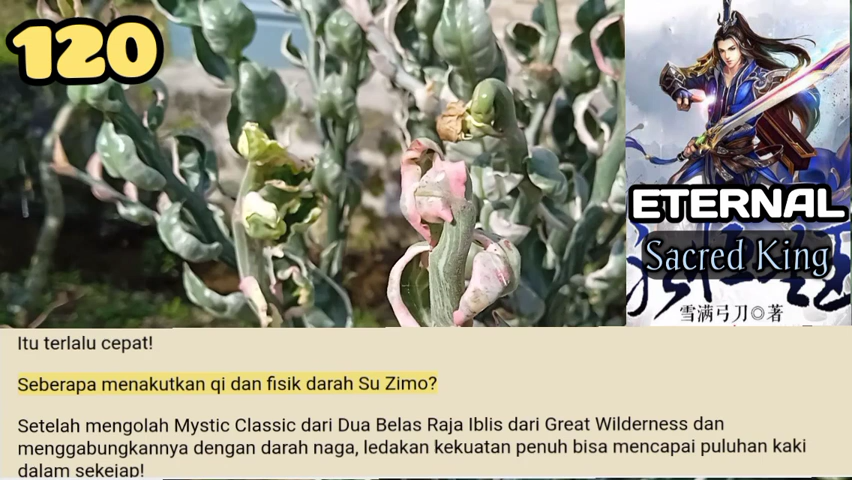 120
ETERNAL
Sacred King
雪满弓刀◎著
Itu terlalu cepat!
Seberapa menakutkan qi dan fisik darah Su Zimo?
Setelah mengolah Mystic Classic dari Dua Belas Raja Iblis dari Great Wilderness dan
menggabungkannya dengan darah naga, ledakan kekuatan penuh bisa mencapai puluhan kaki
dalam sekejap!